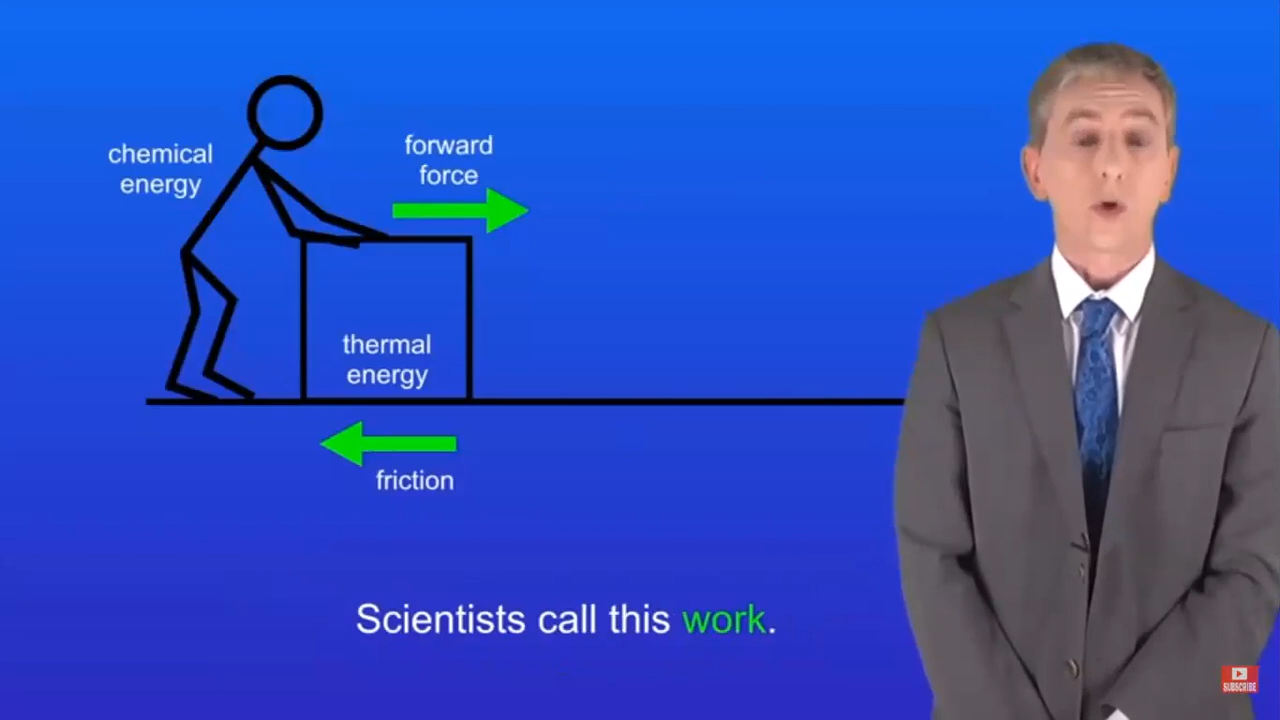 chemical
energy
forward
force
thermal
energy
friction
Scientists call this work.
SUBSCRIBE